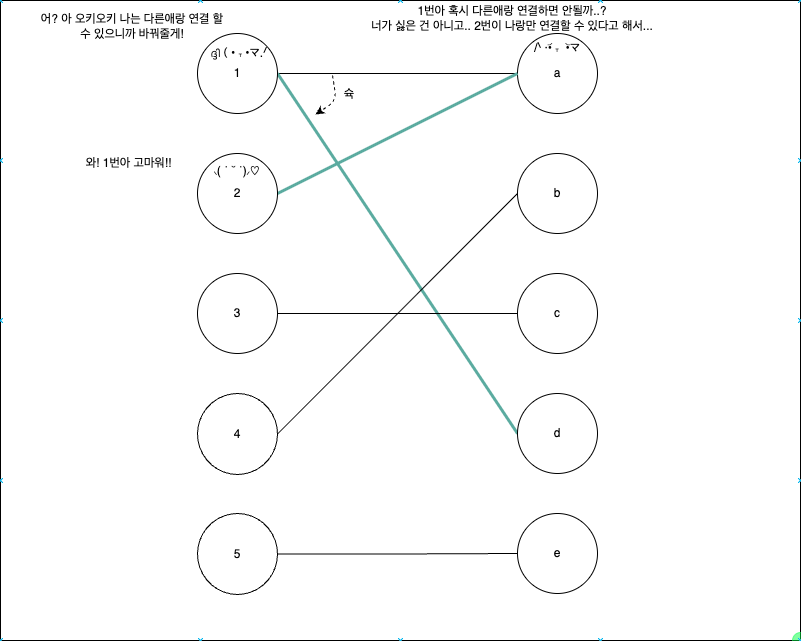 1번아 혹시 다른애랑 연결하면 안될까..?
너가 싫은 건 아니고.. 2번이 나랑만 연결할 수 있다고 해서...
어? 아 오키오키 나는 다른애랑 연결 할
수 있으니까 바꿔줄게!
1
a
슉
와! 1번아 고마워!!
2
b
3
c
4
d
5
e